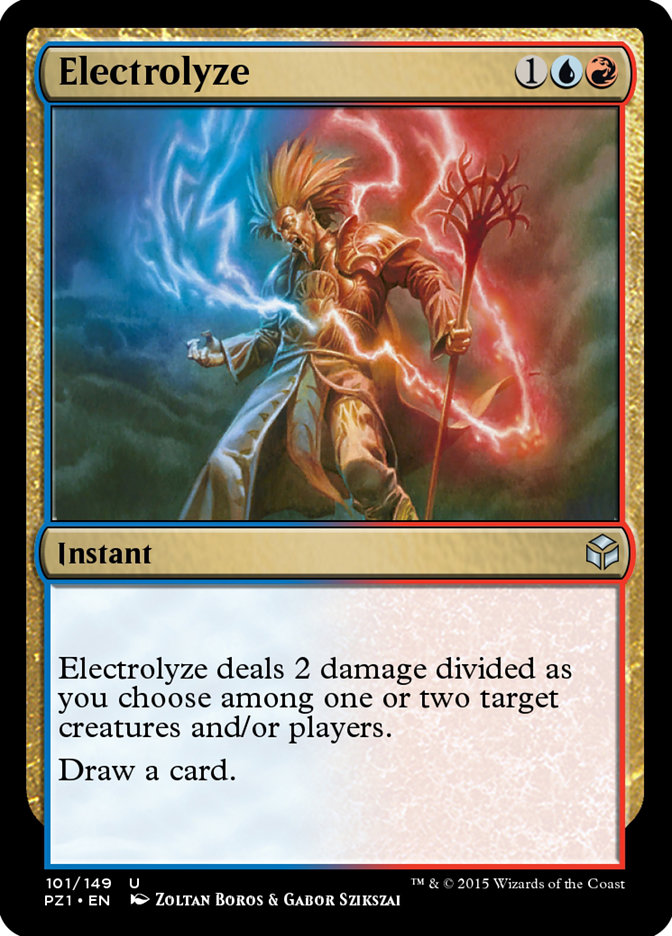 Electrolyze 1
Instant
Electrolyze deals 2 damage divided as
you choose among one or two target
creatures and/or players.
Draw a card.
101/149 U
™ & © 2015 Wizards of the Coast
PZ1 • EN Zoltan Boros & Gabor Szikszai